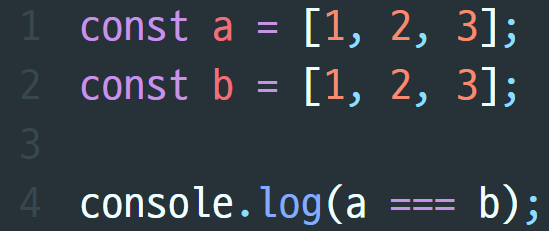 1 const a = [1, 2, 3];
2 const b = [1, 2, 3];
3
4 console.log(a === b);